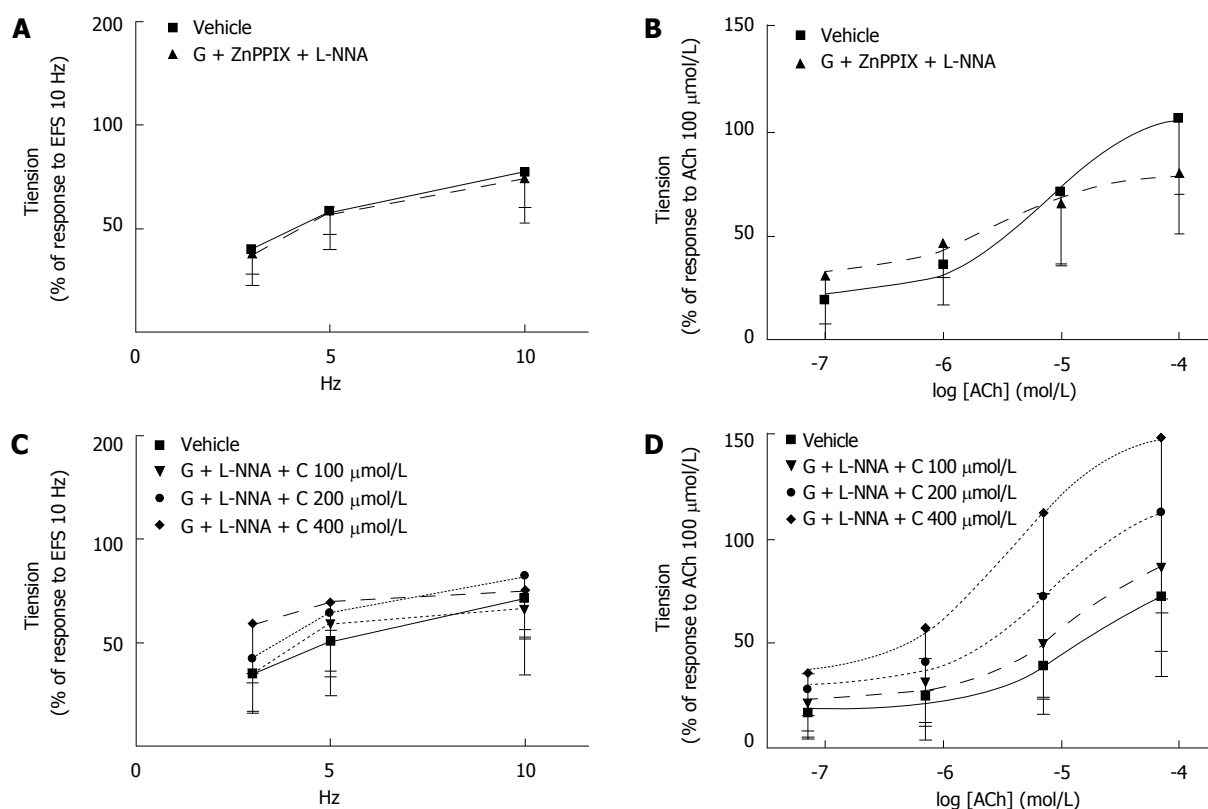 A
200
Vehicle
G + ZnPPIX + L-NNA
100
50
Tiension
(% of response to EFS 10 Hz)
0
5
10
Hz
B
150
Vehicle
G + ZnPPIX + L-NNA
100
50
0
Tiension
(% of response to ACh 100 μmol/L)
-7
-6
-5
-4
log [ACh] (mol/L)
C
200
Vehicle
G + L-NNA + C 100 μmol/L
G + L-NNA + C 200 μmol/L
G + L-NNA + C 400 μmol/L
100
50
Tiension
(% of response to EFS 10 Hz)
0
5
10
Hz
D
150
Vehicle
G + L-NNA + C 100 μmol/L
G + L-NNA + C 200 μmol/L
G + L-NNA + C 400 μmol/L
100
50
0
Tiension
(% of response to ACh 100 μmol/L)
-7
-6
-5
-4
log [ACh] (mol/L)